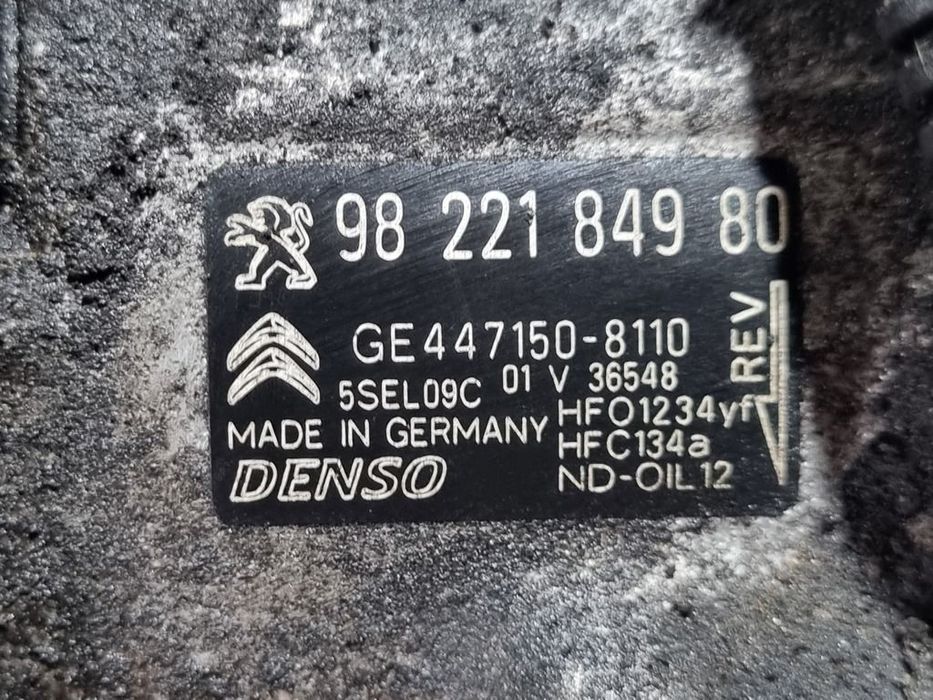 98 221 849 80
GE447150-8110
5SEL09C 01 V 36548
HFO1234yf
MADE IN GERMANY
HFC134a
DENSO
ND-OIL12
REV